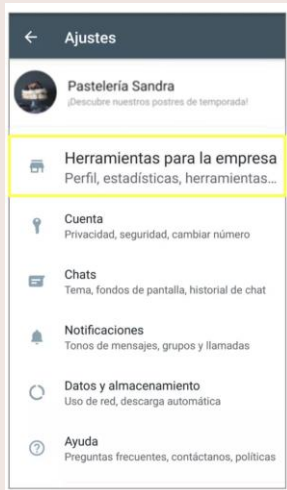 Ajustes
Pastelería Sandra
¡Descubre nuestros postres de temporada!
Herramientas para la empresa
Perfil, estadísticas, herramientas...
Cuenta
Privacidad, seguridad, cambiar número
Chats
Tema, fondos de pantalla, historial de chat
Notificaciones
Tonos de mensajes, grupos y llamadas
Datos y almacenamiento
Uso de red, descarga automática
Ayuda
Preguntas frecuentes, contáctanos, políticas